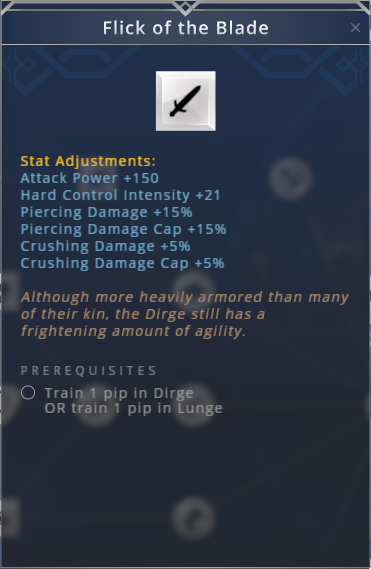 Flick of the Blade
Stat Adjustments:
Attack Power +150
Hard Control Intensity +21
Piercing Damage +15%
Piercing Damage Cap +15%
Crushing Damage +5%
Crushing Damage Cap +5%
Although more heavily armored than many
of their kin, the Dirge still has a
frightening amount of agility.
PREREQUISITES
Train 1 pip in Dirge
OR train 1 pip in Lunge